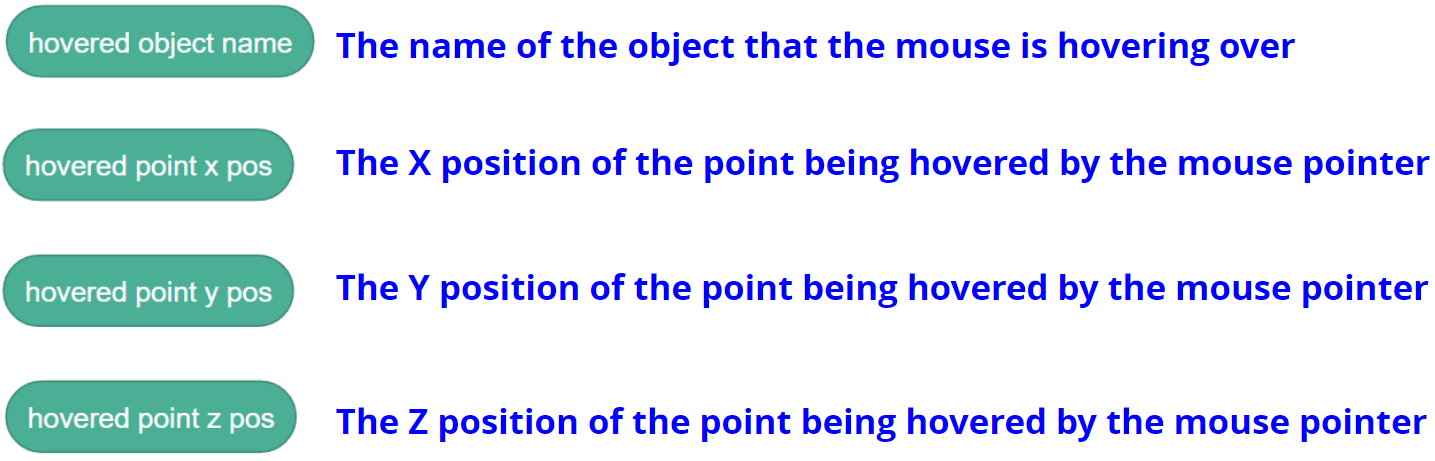 hovered object name The name of the object that the mouse is hovering over
hovered point x pos The X position of the point being hovered by the mouse pointer
hovered point y pos The Y position of the point being hovered by the mouse pointer
hovered point z pos The Z position of the point being hovered by the mouse pointer